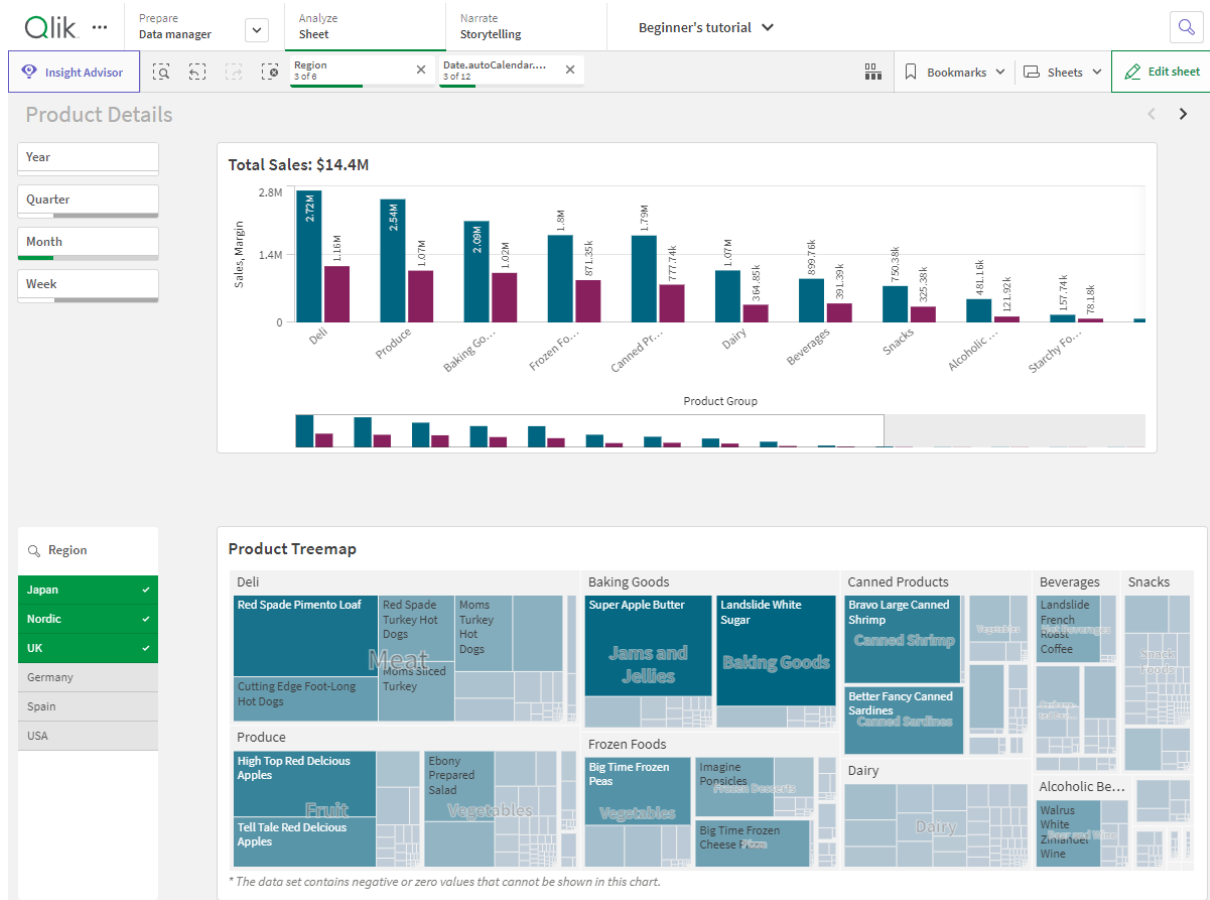 Qlik
Prepare
Data manager
Analyze
Sheet
Narrate
Storytelling
Beginner's tutorial
Insight Advisor
Region
3 of 6
Date.autoCalendar....
3 of 12
Bookmarks
Sheets
Edit sheet
Product Details
Year
Quarter
Month
Week
Total Sales: $14.4M
Sales, Margin
2.8M
1.4M
0
2.72M
1.16M
2.54M
1.07M
2.09M
1.02M
1.8M
871.35k
1.79M
777.74k
1.07M
364.85k
899.76k
391.39k
750.38k
325.38k
481.16k
121.92k
157.74k
78.18k
Deli
Produce
Baking Go...
Frozen Fo...
Canned Pr...
Dairy
Beverages
Snacks
Alcoholic ...
Starchy Fo...
Product Group
Region
Japan
Nordic
UK
Germany
Spain
USA
Product Treemap
Deli
Red Spade Pimento Loaf
Red Spade
Turkey Hot
Dogs
Moms
Turkey
Hot
Dogs
Meat
Cutting Edge Foot-Long
Hot Dogs
Moms Sliced
Turkey
Produce
High Top Red Delcious
Apples
Fruit
Tell Tale Red Delcious
Apples
Ebony
Prepared
Salad
Vegetables
Baking Goods
Super Apple Butter
Jams and
Jellies
Landslide White
Sugar
Baking Goods
Frozen Foods
Big Time Frozen
Peas
Vegetables
Imagine
Popsicles
Frozen Desserts
Big Time Frozen
Cheese Pizza
Pizza
Canned Products
Bravo Large Canned
Shrimp
Canned Shrimp
Vegetables
Better Fancy Canned
Sardines
Canned Sardines
Dairy
Dairy
Beverages
Landslide
French
Roast
Coffee
Hot Beverages
Snacks
Snack
Foods
Alcoholic Be...
Walrus
White
Zinfandel
Wine
Beer and Wine
* The data set contains negative or zero values that cannot be shown in this chart.